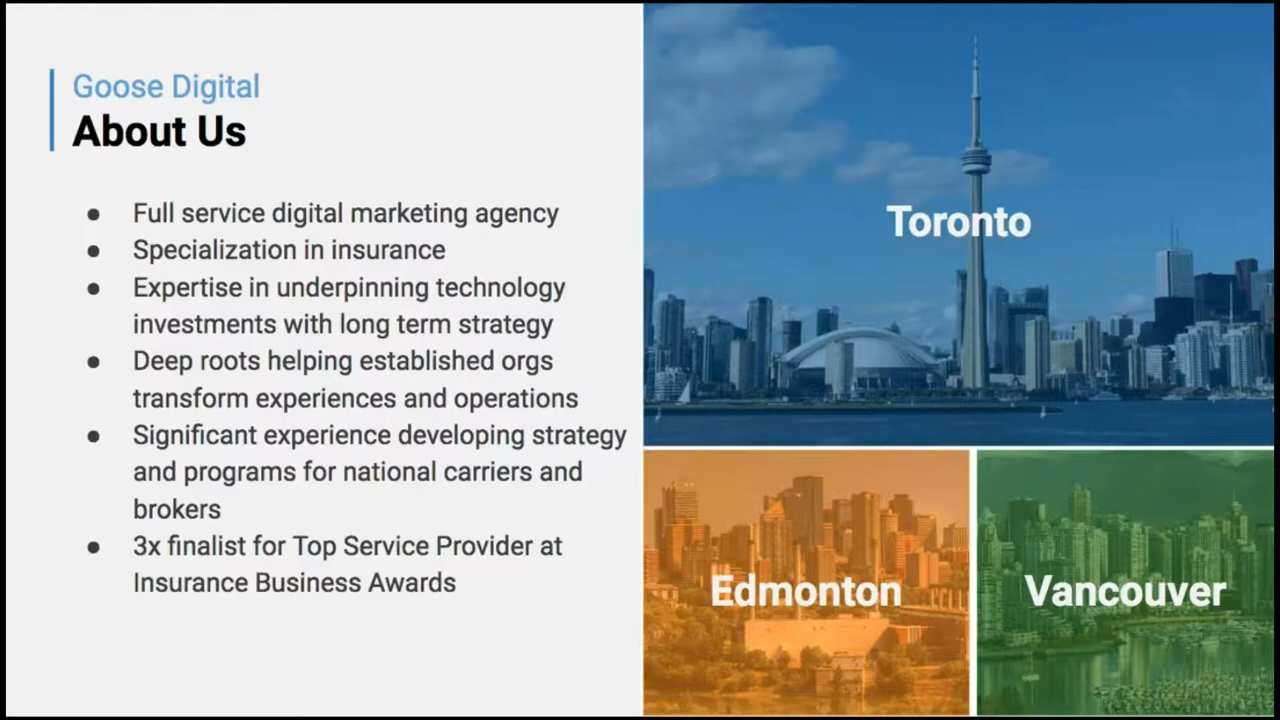 Goose Digital
About Us
● Full service digital marketing agency
● Specialization in insurance
● Expertise in underpinning technology
investments with long term strategy
● Deep roots helping established orgs
transform experiences and operations
● Significant experience developing strategy
and programs for national carriers and
brokers
● 3x finalist for Top Service Provider at
Insurance Business Awards
Toronto
Edmonton
Vancouver